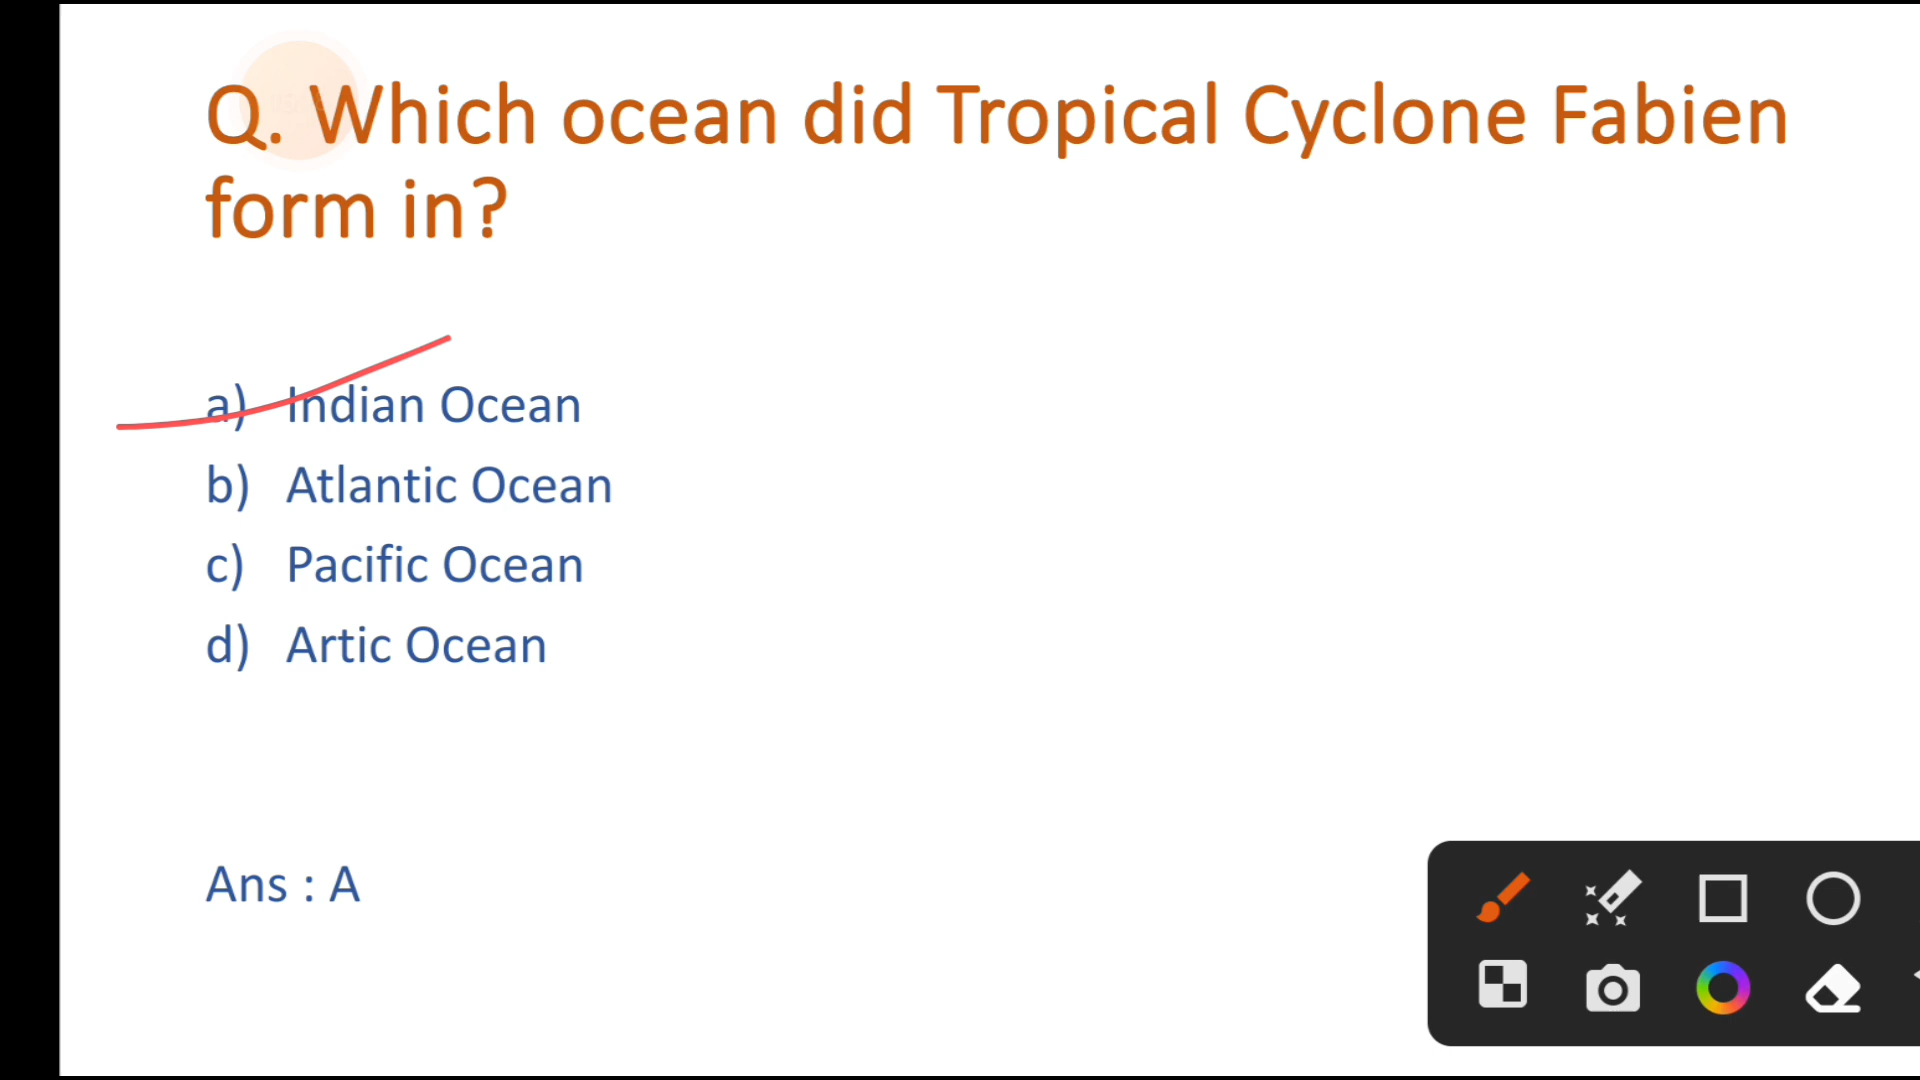 Q. Which ocean did Tropical Cyclone Fabien
form in?
a) Indian Ocean
b) Atlantic Ocean
c) Pacific Ocean
d) Artic Ocean
Ans : A